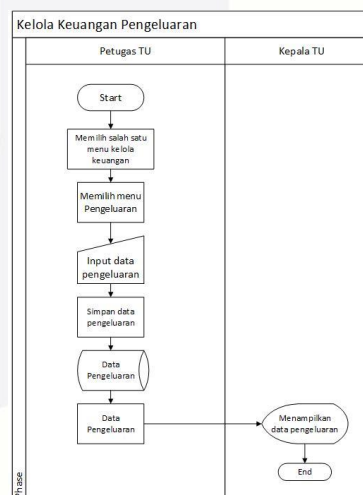 Kelola Keuangan Pengeluaran
Petugas TU
Kepala TU
Start
Memilih salah satu
menu kelola
keuangan
Memilih menu
Pengeluaran
Input data
pengeluaran
Simpan data
pengeluaran
Data
Pengeluaran
Data
Pengeluaran
Menampilkan
data pengeluaran
End
Phase